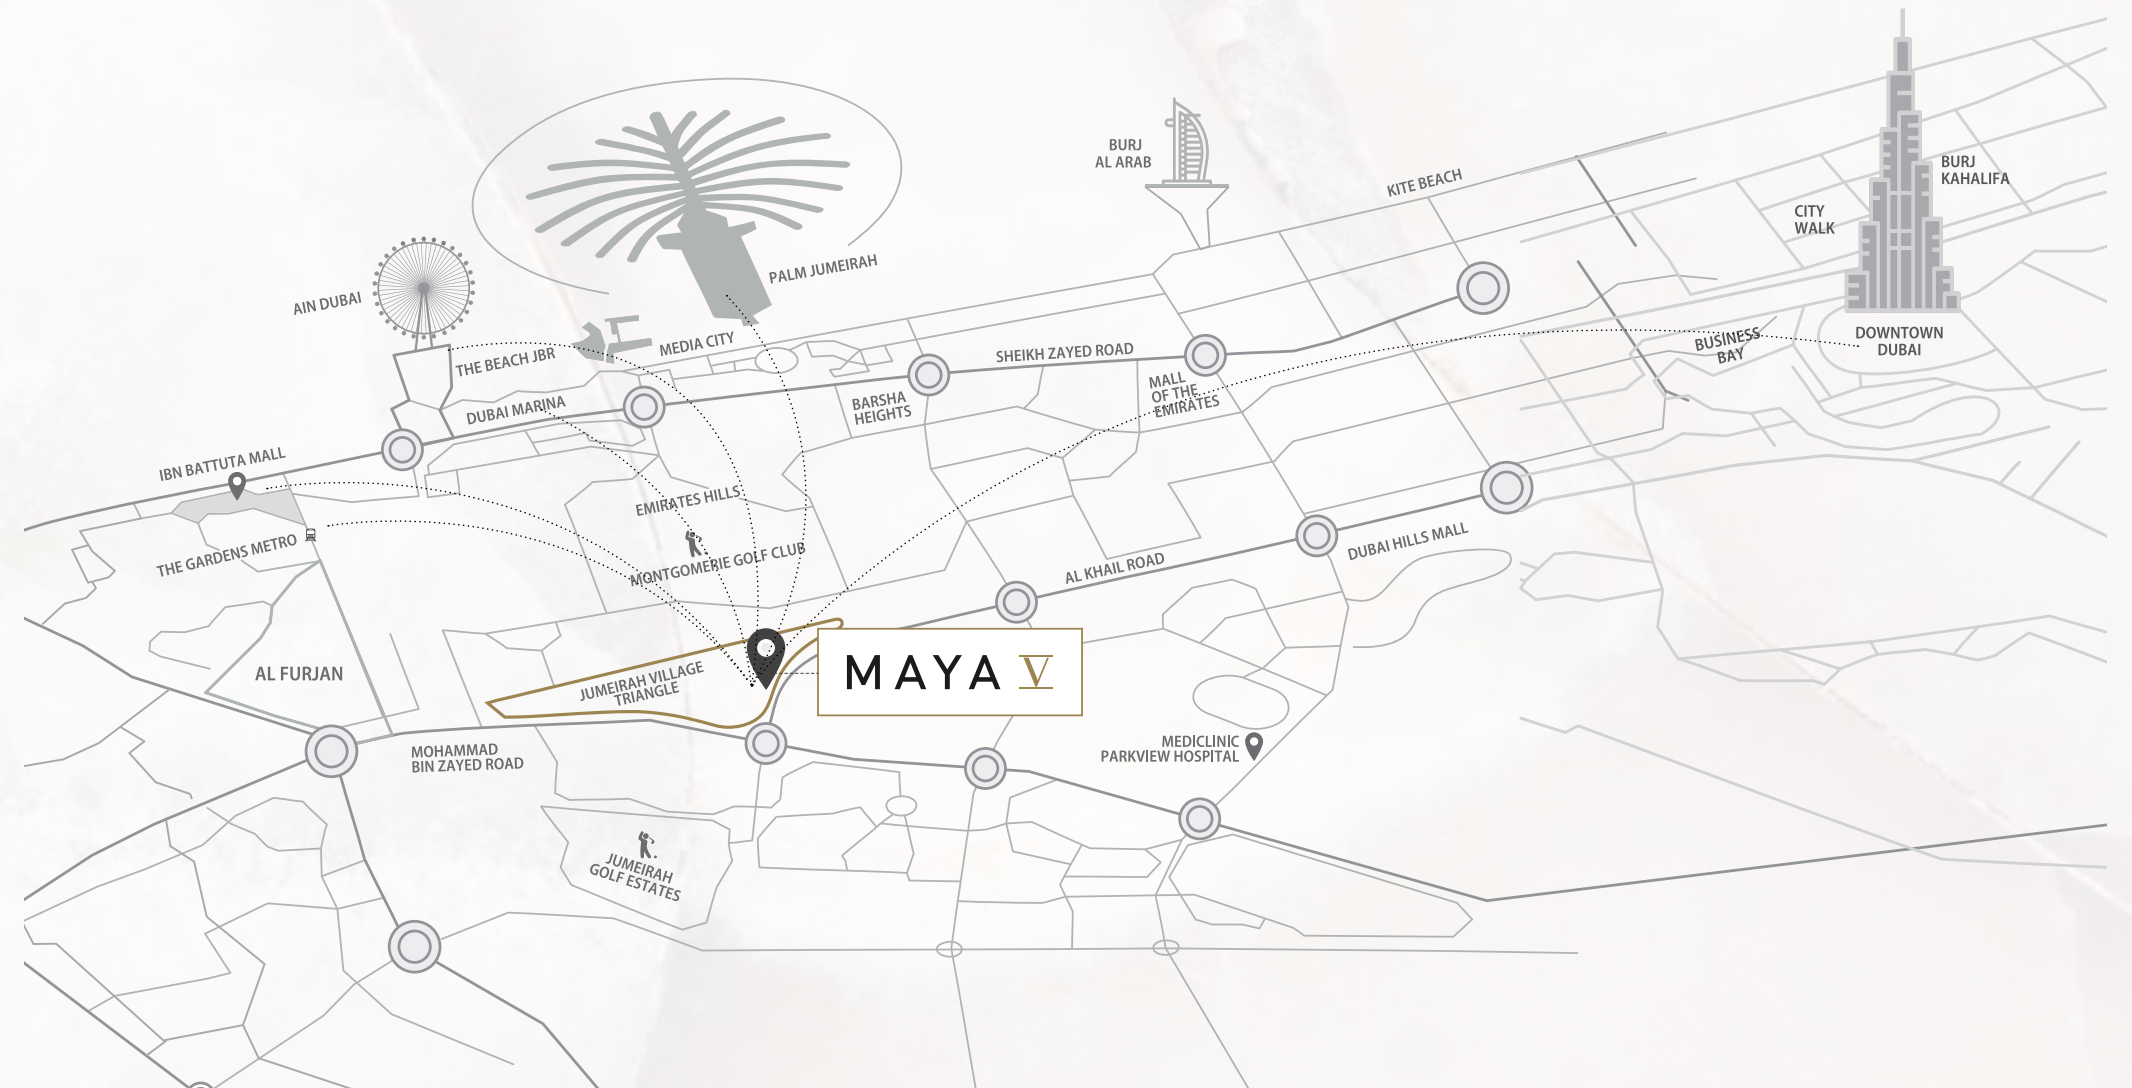 BURJ
AL ARAB
KITE BEACH
BURJ
KAHALIFA
CITY
WALK
PALM JUMEIRAH
AIN DUBAI
MEDIA CITY
THE BEACH JBR
SHEIKH ZAYED ROAD
BUSINESS
BAY
DOWNTOWN
DUBAI
MALL
OF THE
EMIRATES
DUBAI MARINA
BARSHA
HEIGHTS
IBN BATTUTA MALL
EMIRATES HILLS
THE GARDENS METRO
MONTGOMERIE GOLF CLUB
AL KHAIL ROAD
DUBAI HILLS MALL
AL FURJAN
JUMEIRAH VILLAGE
TRIANGLE
MAYA V
MOHAMMAD
BIN ZAYED ROAD
MEDICLINIC
PARKVIEW HOSPITAL
JUMEIRAH
GOLF ESTATES